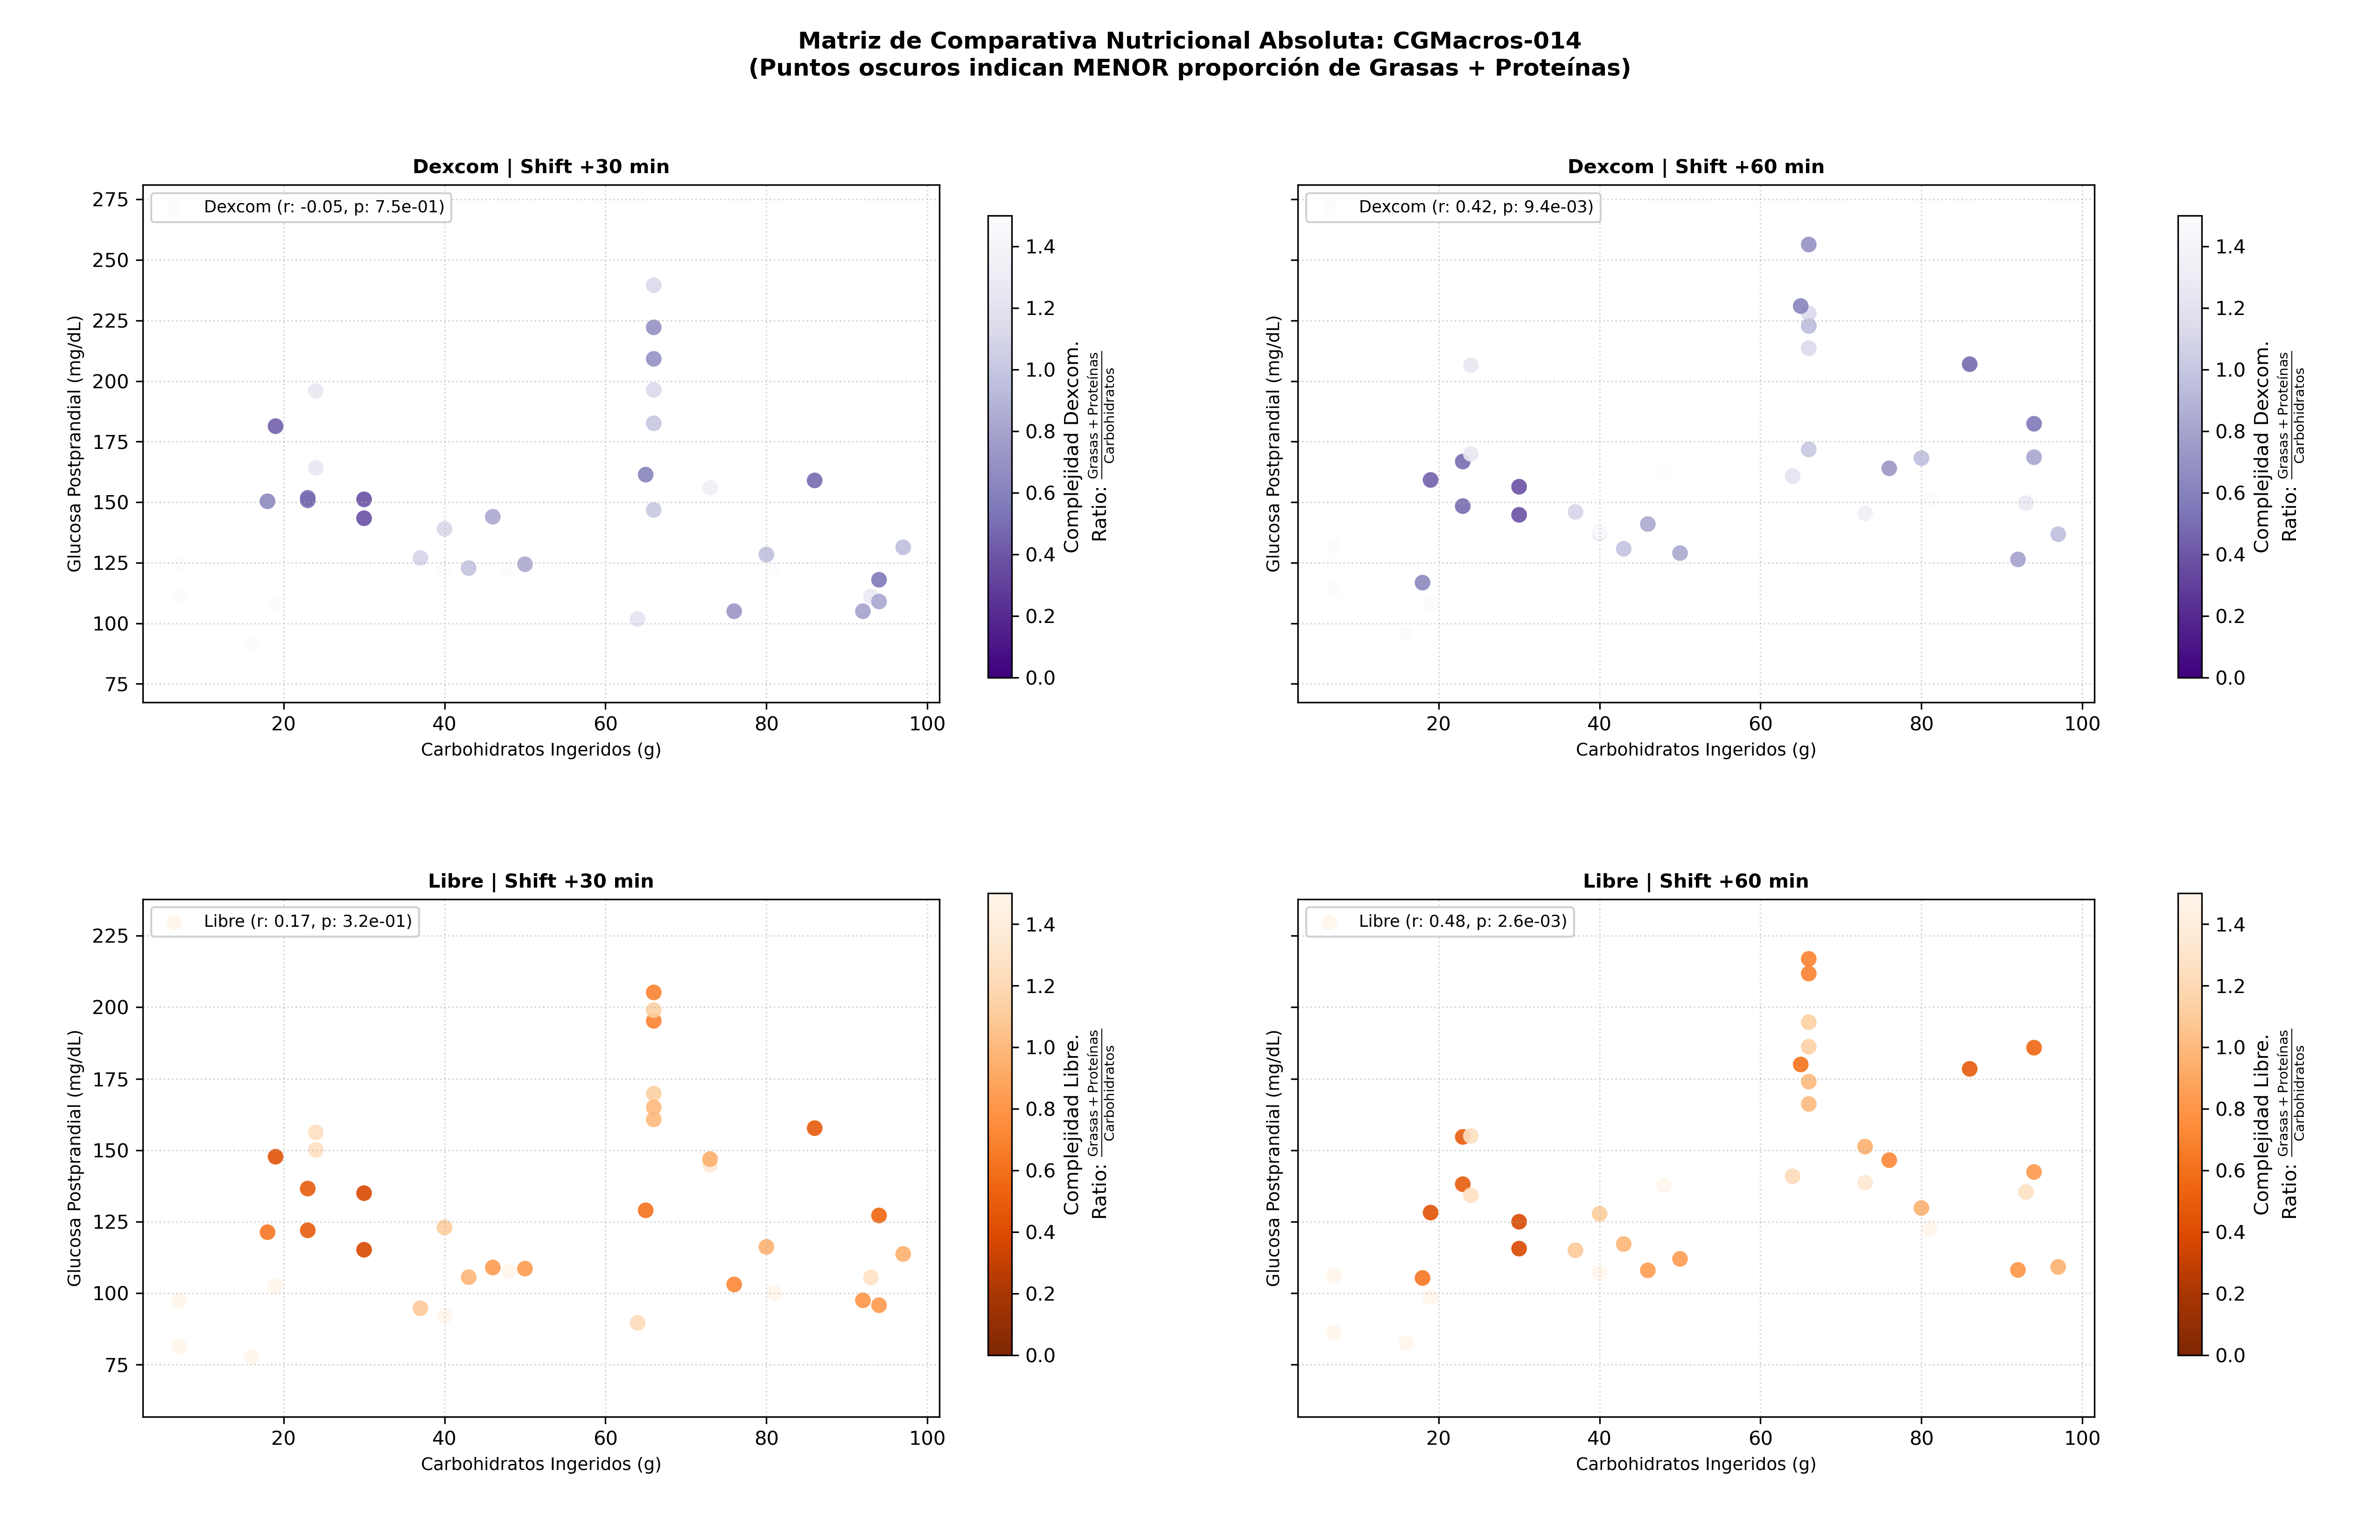 Matriz de Comparativa Nutricional Absoluta: CGMacros-014
(Puntos oscuros indican MENOR proporción de Grasas + Proteínas)
Dexcom | Shift +30 min
Dexcom (r: -0.05, p: 7.5e-01)
Glucosa Postprandial (mg/dL)
275
250
225
200
175
150
125
100
75
20 40 60 80 100
Carbohidratos Ingeridos (g)
1.4
1.2
1.0
0.8
0.6
0.4
0.2
0.0
Complejidad Dexcom.
Ratio: Grasas + Proteínas
Carbohidratos
Dexcom | Shift +60 min
Dexcom (r: 0.42, p: 9.4e-03)
Glucosa Postprandial (mg/dL)
20 40 60 80 100
Carbohidratos Ingeridos (g)
1.4
1.2
1.0
0.8
0.6
0.4
0.2
0.0
Complejidad Dexcom.
Ratio: Grasas + Proteínas
Carbohidratos
Libre | Shift +30 min
Libre (r: 0.17, p: 3.2e-01)
Glucosa Postprandial (mg/dL)
225
200
175
150
125
100
75
20 40 60 80 100
Carbohidratos Ingeridos (g)
1.4
1.2
1.0
0.8
0.6
0.4
0.2
0.0
Complejidad Libre.
Ratio: Grasas + Proteínas
Carbohidratos
Libre | Shift +60 min
Libre (r: 0.48, p: 2.6e-03)
Glucosa Postprandial (mg/dL)
20 40 60 80 100
Carbohidratos Ingeridos (g)
1.4
1.2
1.0
0.8
0.6
0.4
0.2
0.0
Complejidad Libre.
Ratio: Grasas + Proteínas
Carbohidratos